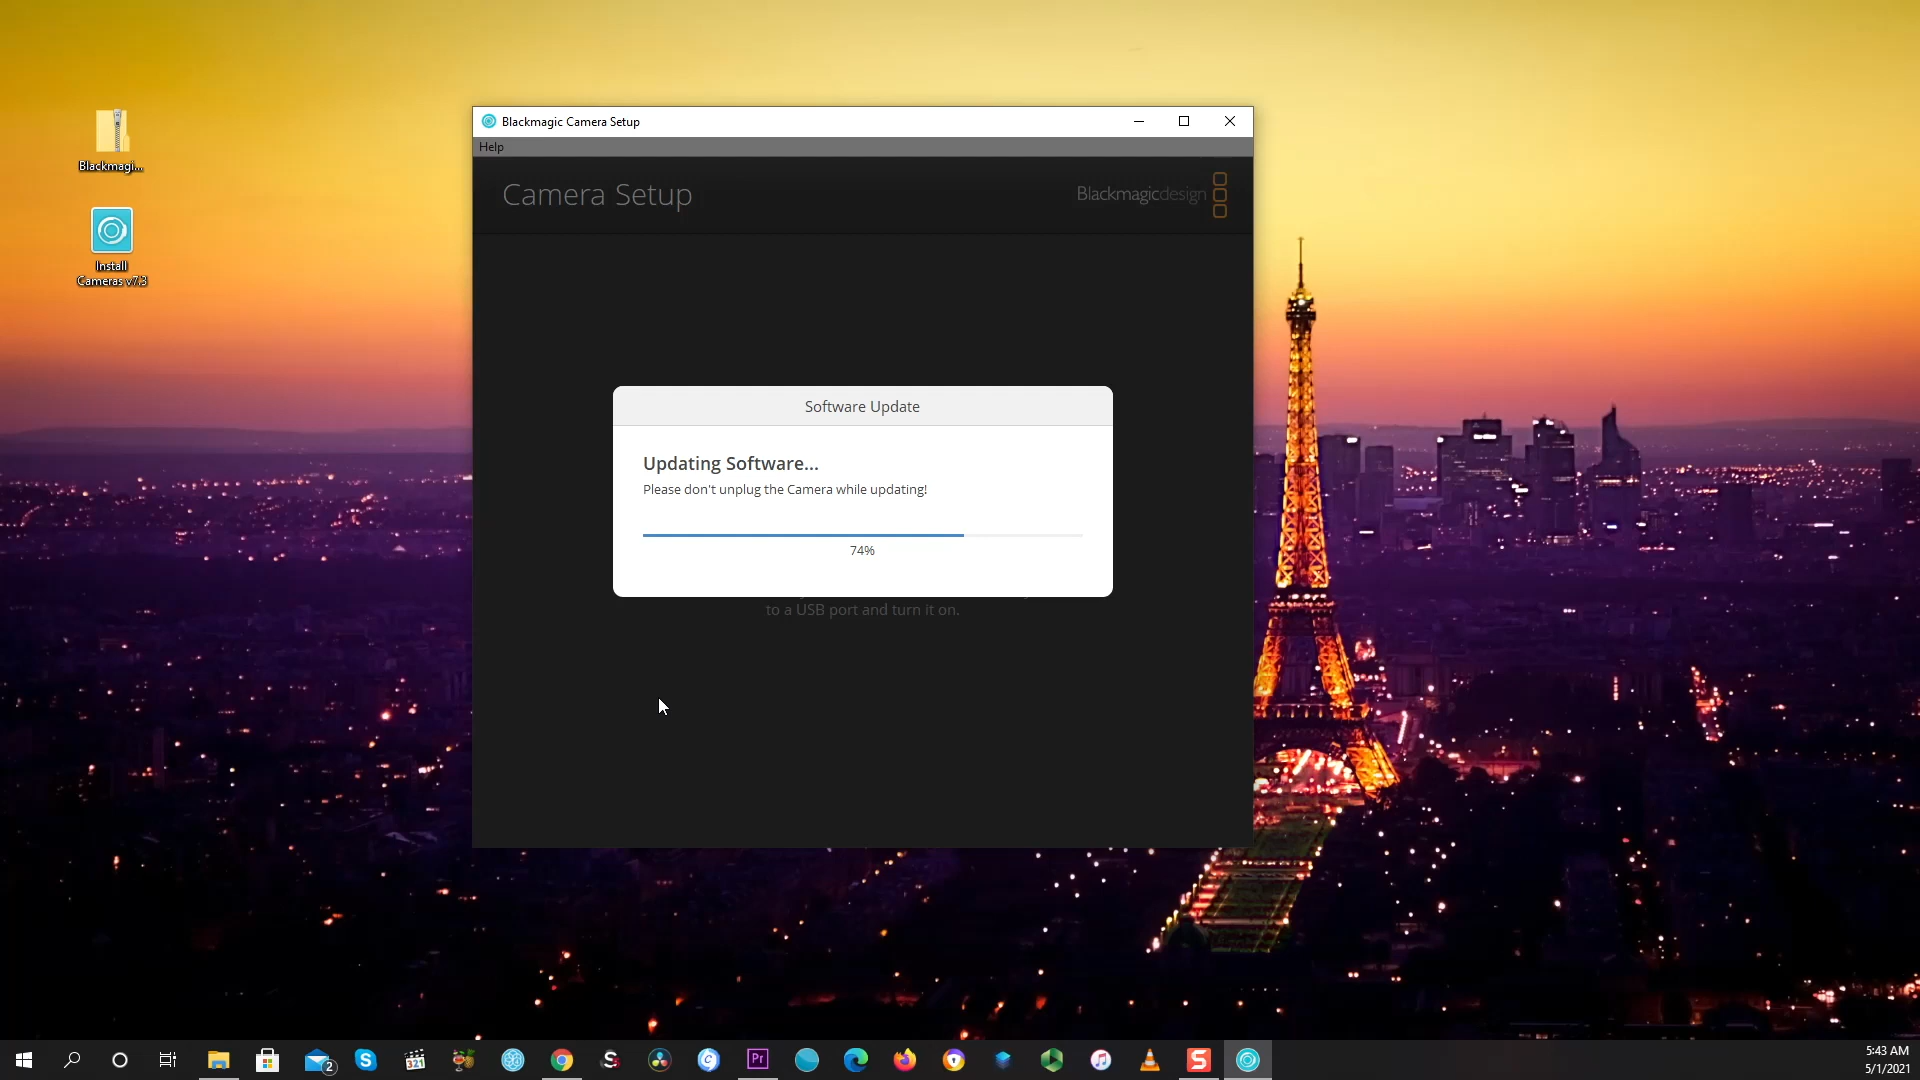 Blackmagic Camera Setup
Help
Camera Setup
Blackmagicdesign
Blackmagi...
Install
Cameras v7.3
Software Update
Updating Software...
Please don't unplug the Camera while updating!
74%
to a USB port and turn it on.
321
2
Pr
5:43 AM
5/1/2021